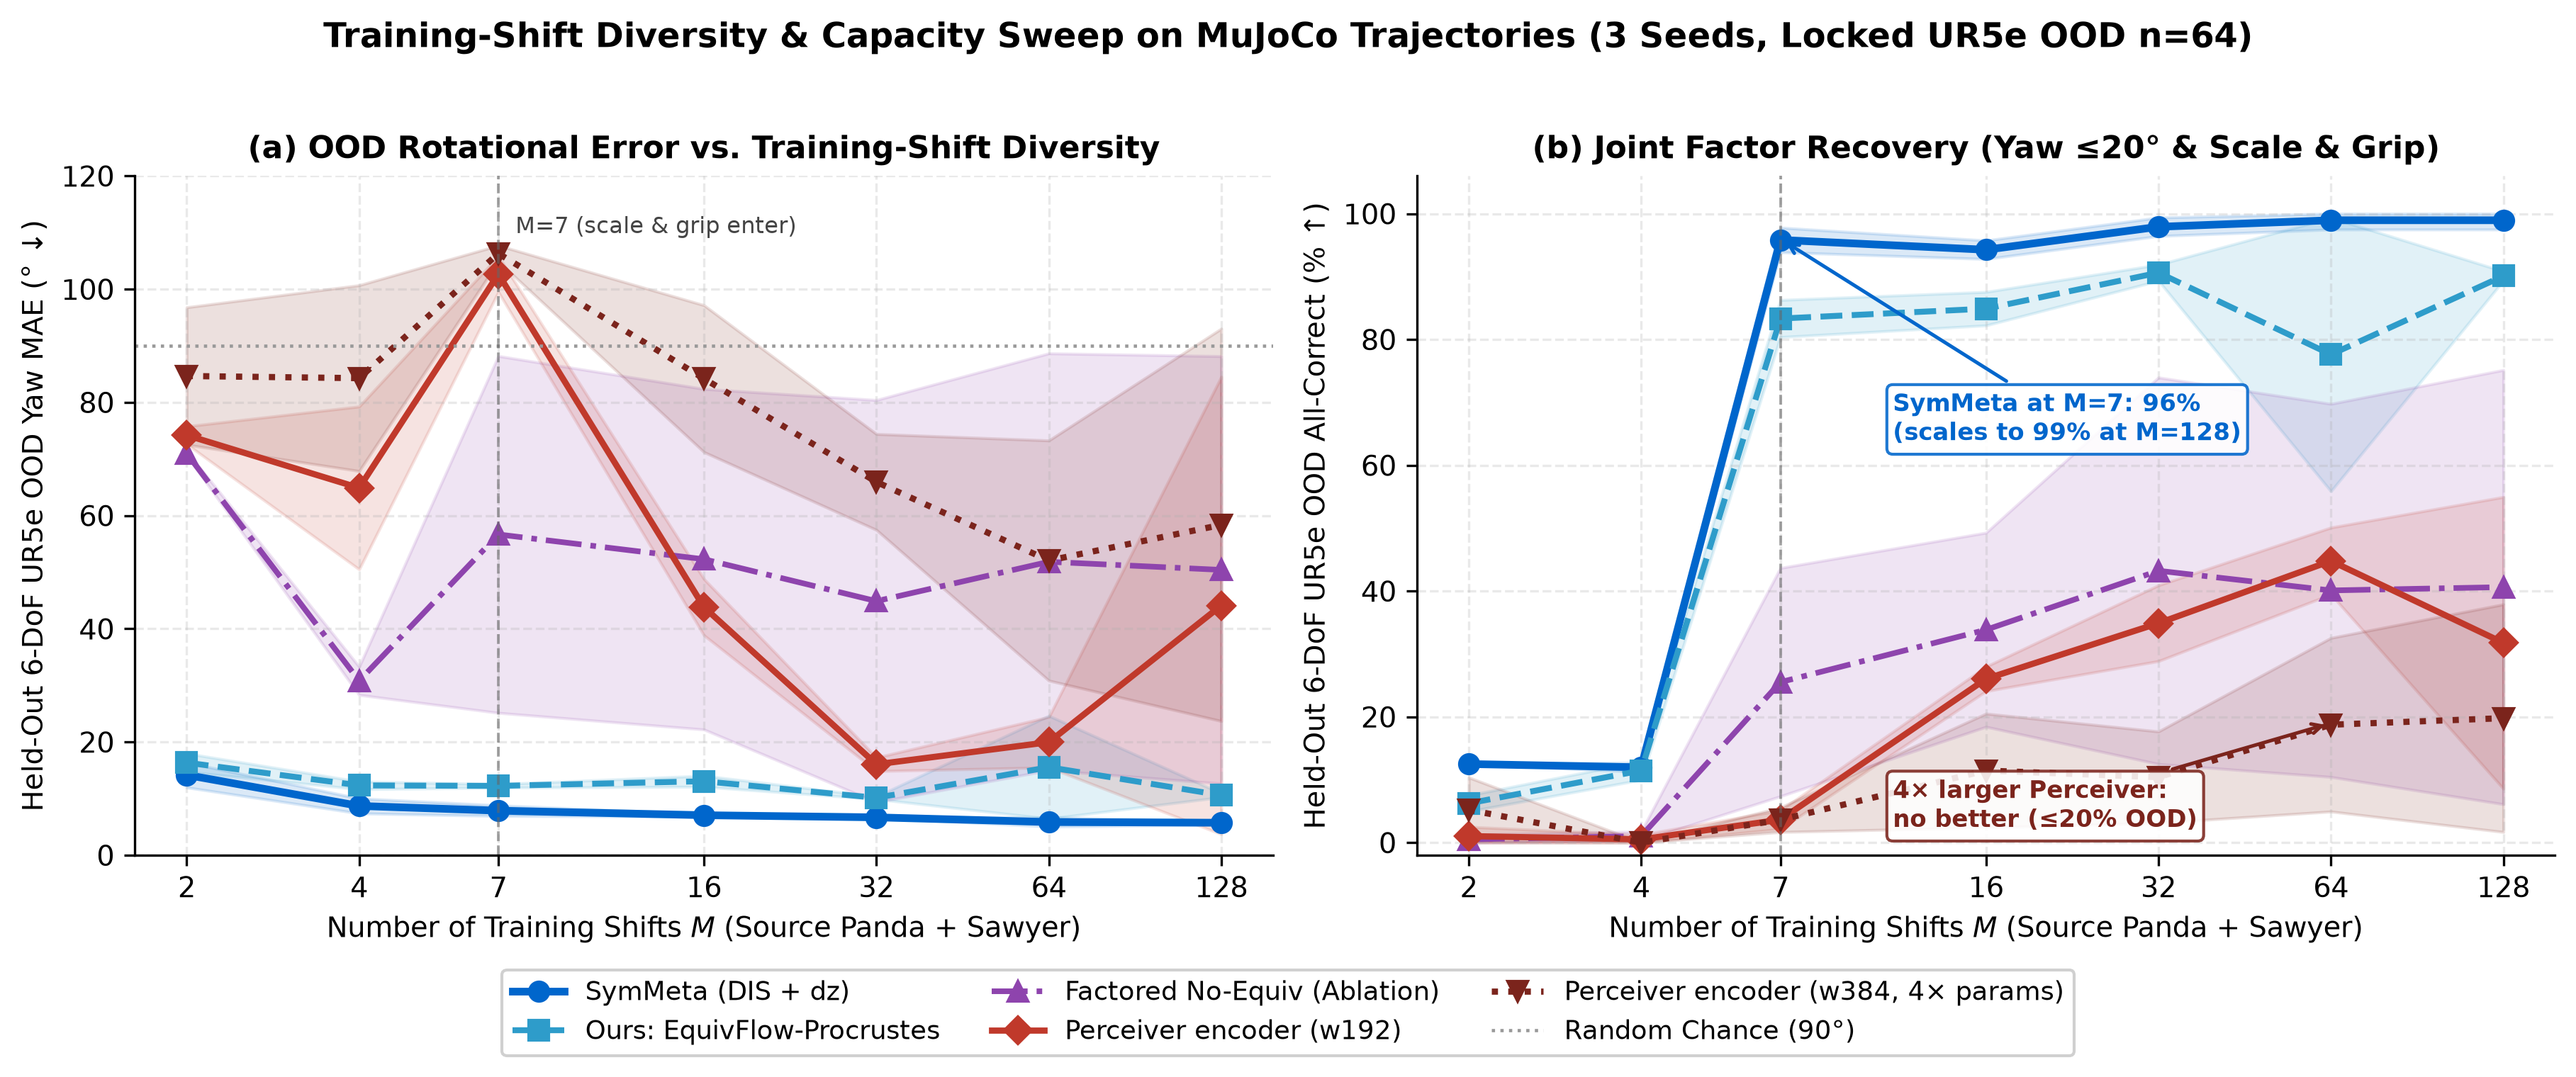 Training-Shift Diversity & Capacity Sweep on MuJoCo Trajectories (3 Seeds, Locked UR5e OOD n=64)
(a) OOD Rotational Error vs. Training-Shift Diversity
Held-Out 6-DoF UR5e OOD Yaw MAE (° ↓)
120
100
80
60
40
20
0
M=7 (scale & grip enter)
2 4 7 16 32 64 128
Number of Training Shifts M (Source Panda + Sawyer)
(b) Joint Factor Recovery (Yaw ≤20° & Scale & Grip)
Held-Out 6-DoF UR5e OOD All-Correct (% ↑)
100
80
60
40
20
0
SymMeta at M=7: 96%
(scales to 99% at M=128)
4× larger Perceiver:
no better (≤20% OOD)
2 4 7 16 32 64 128
Number of Training Shifts M (Source Panda + Sawyer)
SymMeta (DIS + dz)
Ours: EquivFlow-Procrustes
Factored No-Equiv (Ablation)
Perceiver encoder (w192)
Perceiver encoder (w384, 4× params)
Random Chance (90°)